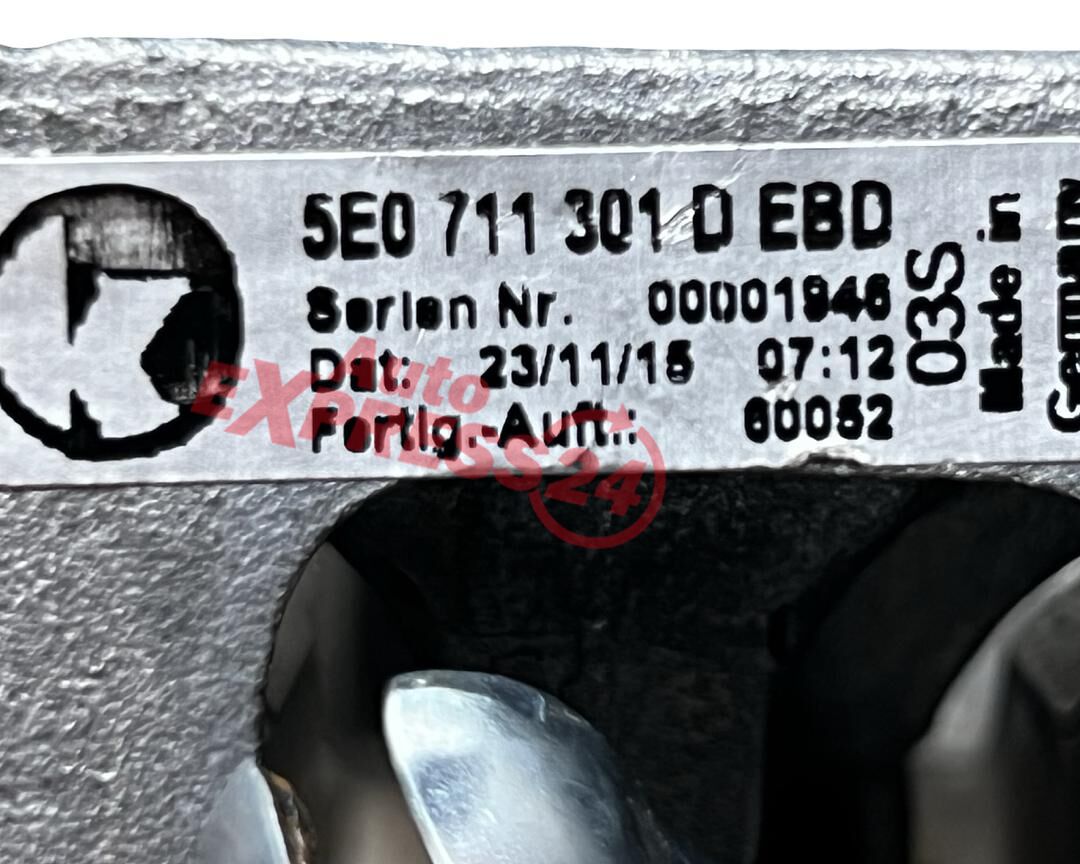 5E0 711 301 D EBD
Serien Nr. 00001946
Dat: 23/11/15 07:12
Fertig.-Auft.: 60052
03S
Made in
Germany
Auto
EXPRESS24